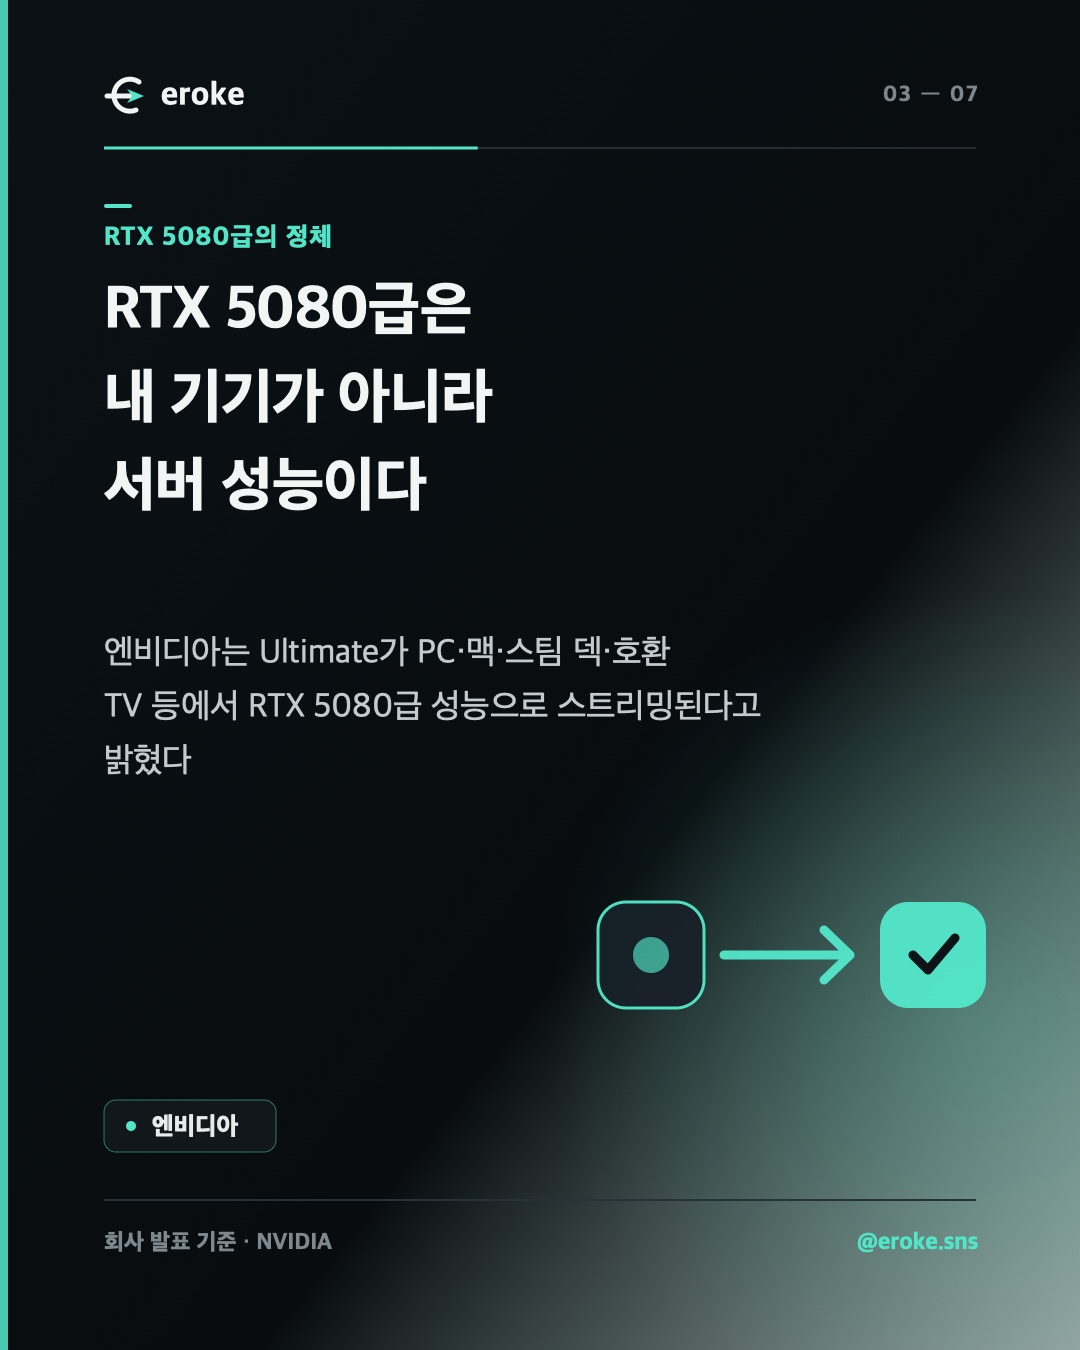 eroke
03 — 07
RTX 5080급의 정체
RTX 5080급은
내 기기가 아니라
서버 성능이다
엔비디아는 Ultimate가 PC·맥·스팀 덱·호환
TV 등에서 RTX 5080급 성능으로 스트리밍된다고
밝혔다
엔비디아
회사 발표 기준 · NVIDIA
@eroke.sns